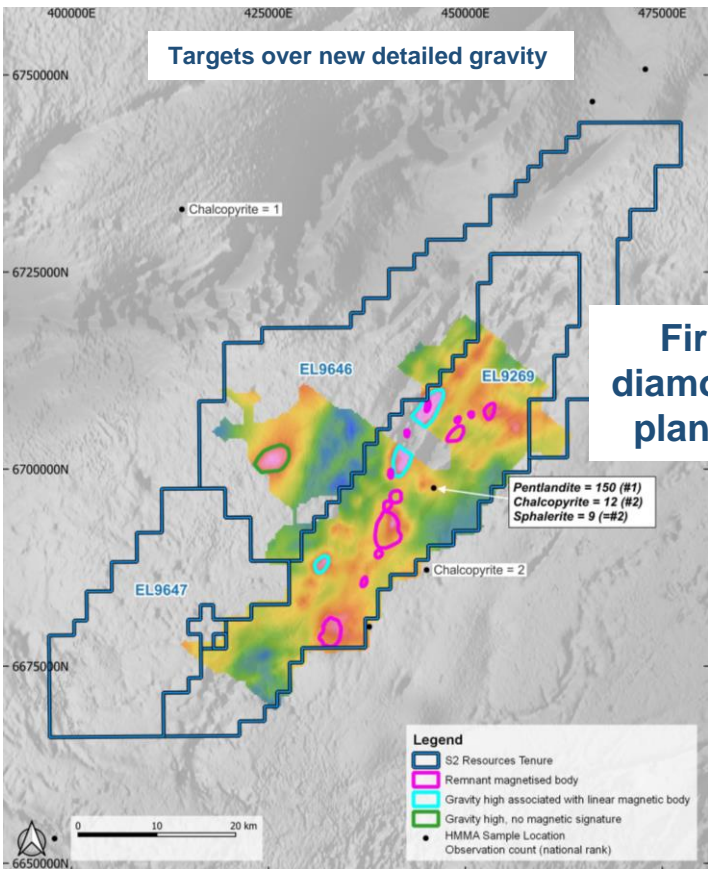 400000E 425000E 450000E 475000E
Targets over new detailed gravity
6750000N
Chalcopyrite = 1
6725000N
Fir
diamo
plan
EL9646
EL9269
6700000N
Pentlandite = 150 (#1)
Chalcopyrite = 12 (#2)
Sphalerite = 9 (=#2)
Chalcopyrite = 2
EL9647
6675000N
Legend
S2 Resources Tenure
Remnant magnetised body
Gravity high associated with linear magnetic body
Gravity high, no magnetic signature
HMMA Sample Location
Observation count (national rank)
0 10 20 km
6650000N